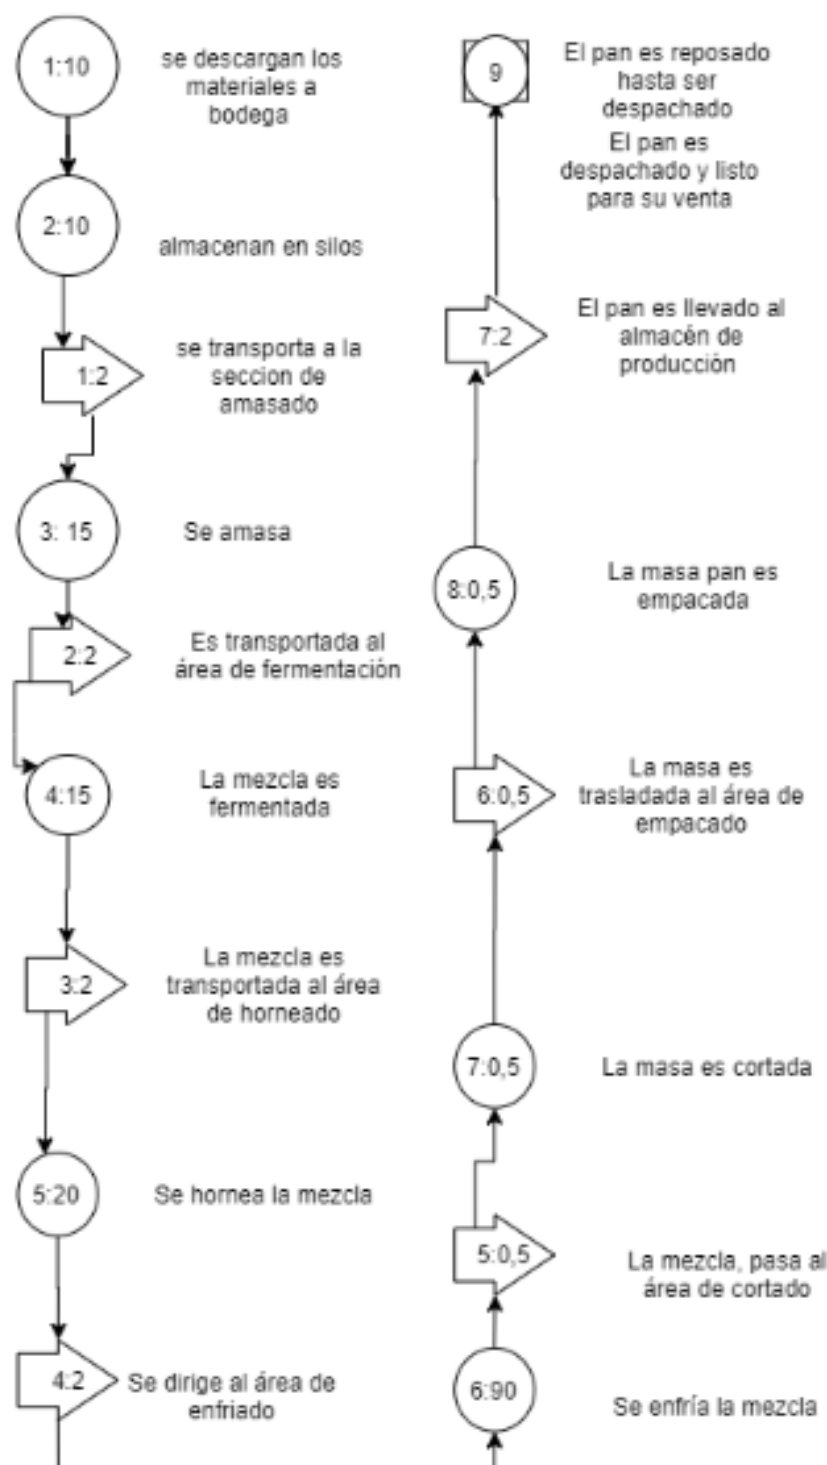 1:10
se descargan los
materiales a
bodega
2:10
almacenan en silos
1:2
se transporta a la
seccion de
amasado
3: 15
Se amasa
2:2
Es transportada al
área de fermentación
4:15
La mezcla es
fermentada
3:2
La mezcla es
transportada al área
de horneado
5:20
Se hornea la mezcla
4:2
Se dirige al área de
enfriado
9
El pan es reposado
hasta ser
despachado
El pan es
despachado y listo
para su venta
7:2
El pan es llevado al
almacén de
producción
8:0,5
La masa pan es
empacada
6:0,5
La masa es
trasladada al área de
empacado
7:0,5
La masa es cortada
5:0,5
La mezcla, pasa al
área de cortado
6:90
Se enfría la mezcla